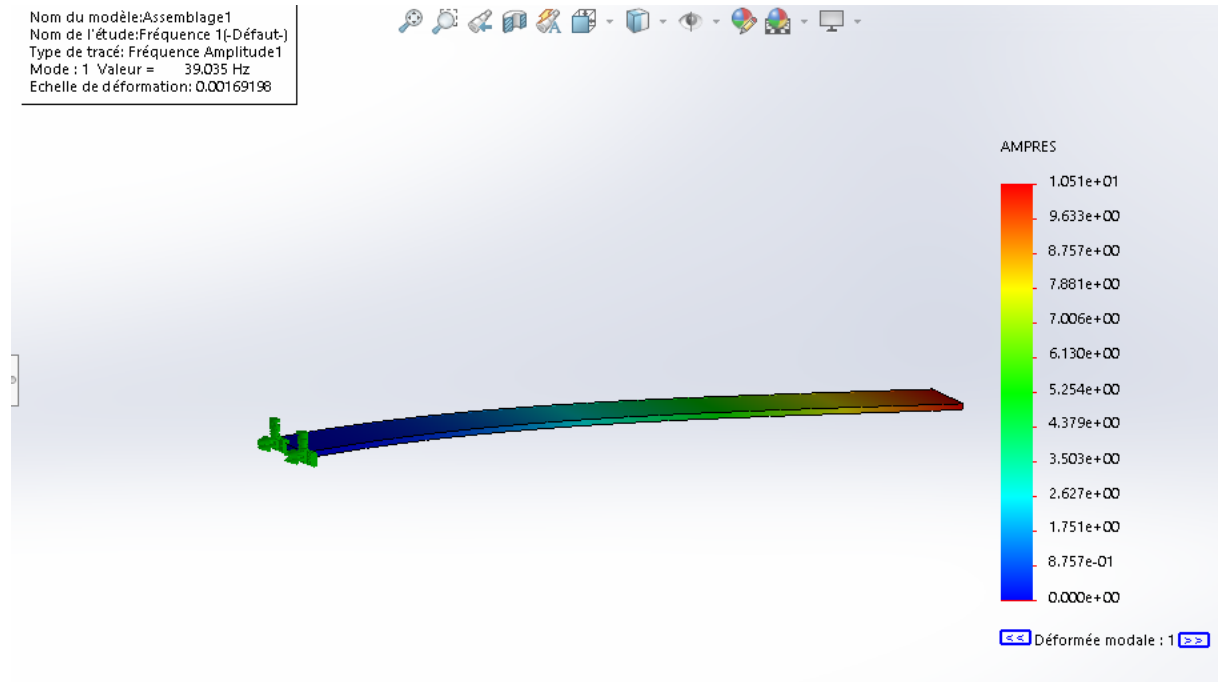 Nom du modèle:Assemblage1
Nom de l'étude:Fréquence 1(-Défaut-)
Type de tracé: Fréquence Amplitude1
Mode : 1 Valeur = 39.035 Hz
Echelle de déformation: 0.00169198
AMPRES
1.051e+01
9.633e+00
8.757e+00
7.881e+00
7.006e+00
6.130e+00
5.254e+00
4.379e+00
3.503e+00
2.627e+00
1.751e+00
8.757e-01
0.000e+00
<< Déformée modale : 1 >>